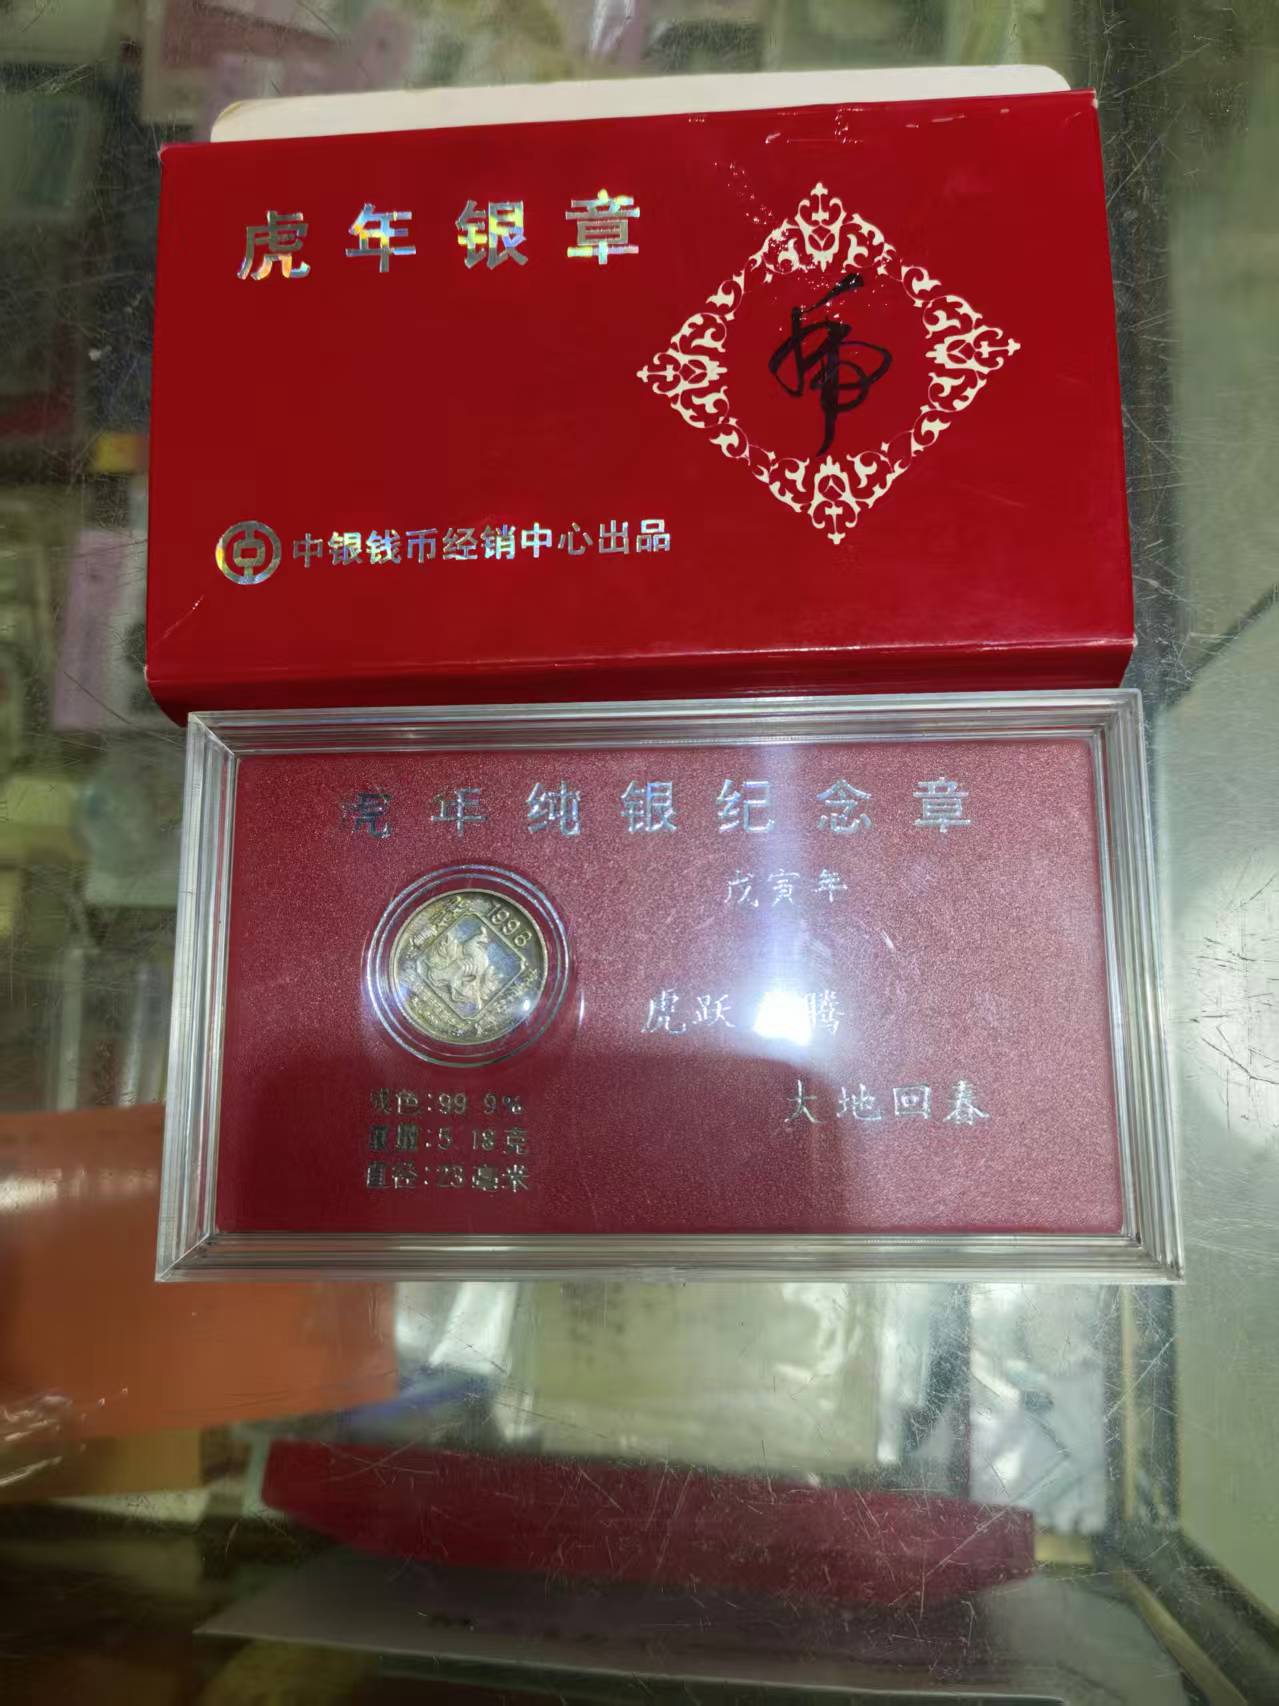 虎年银章
虎
中银钱币经销中心出品
虎年纯银纪念章
戊寅年
1998
虎跃 腾
大地回春
成色:99 9%
重量:5 18克
直径:23毫米